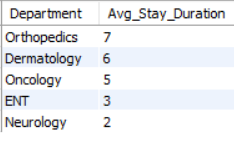 Department Avg_Stay_Duration
Orthopedics 7
Dermatology 6
Oncology 5
ENT 3
Neurology 2